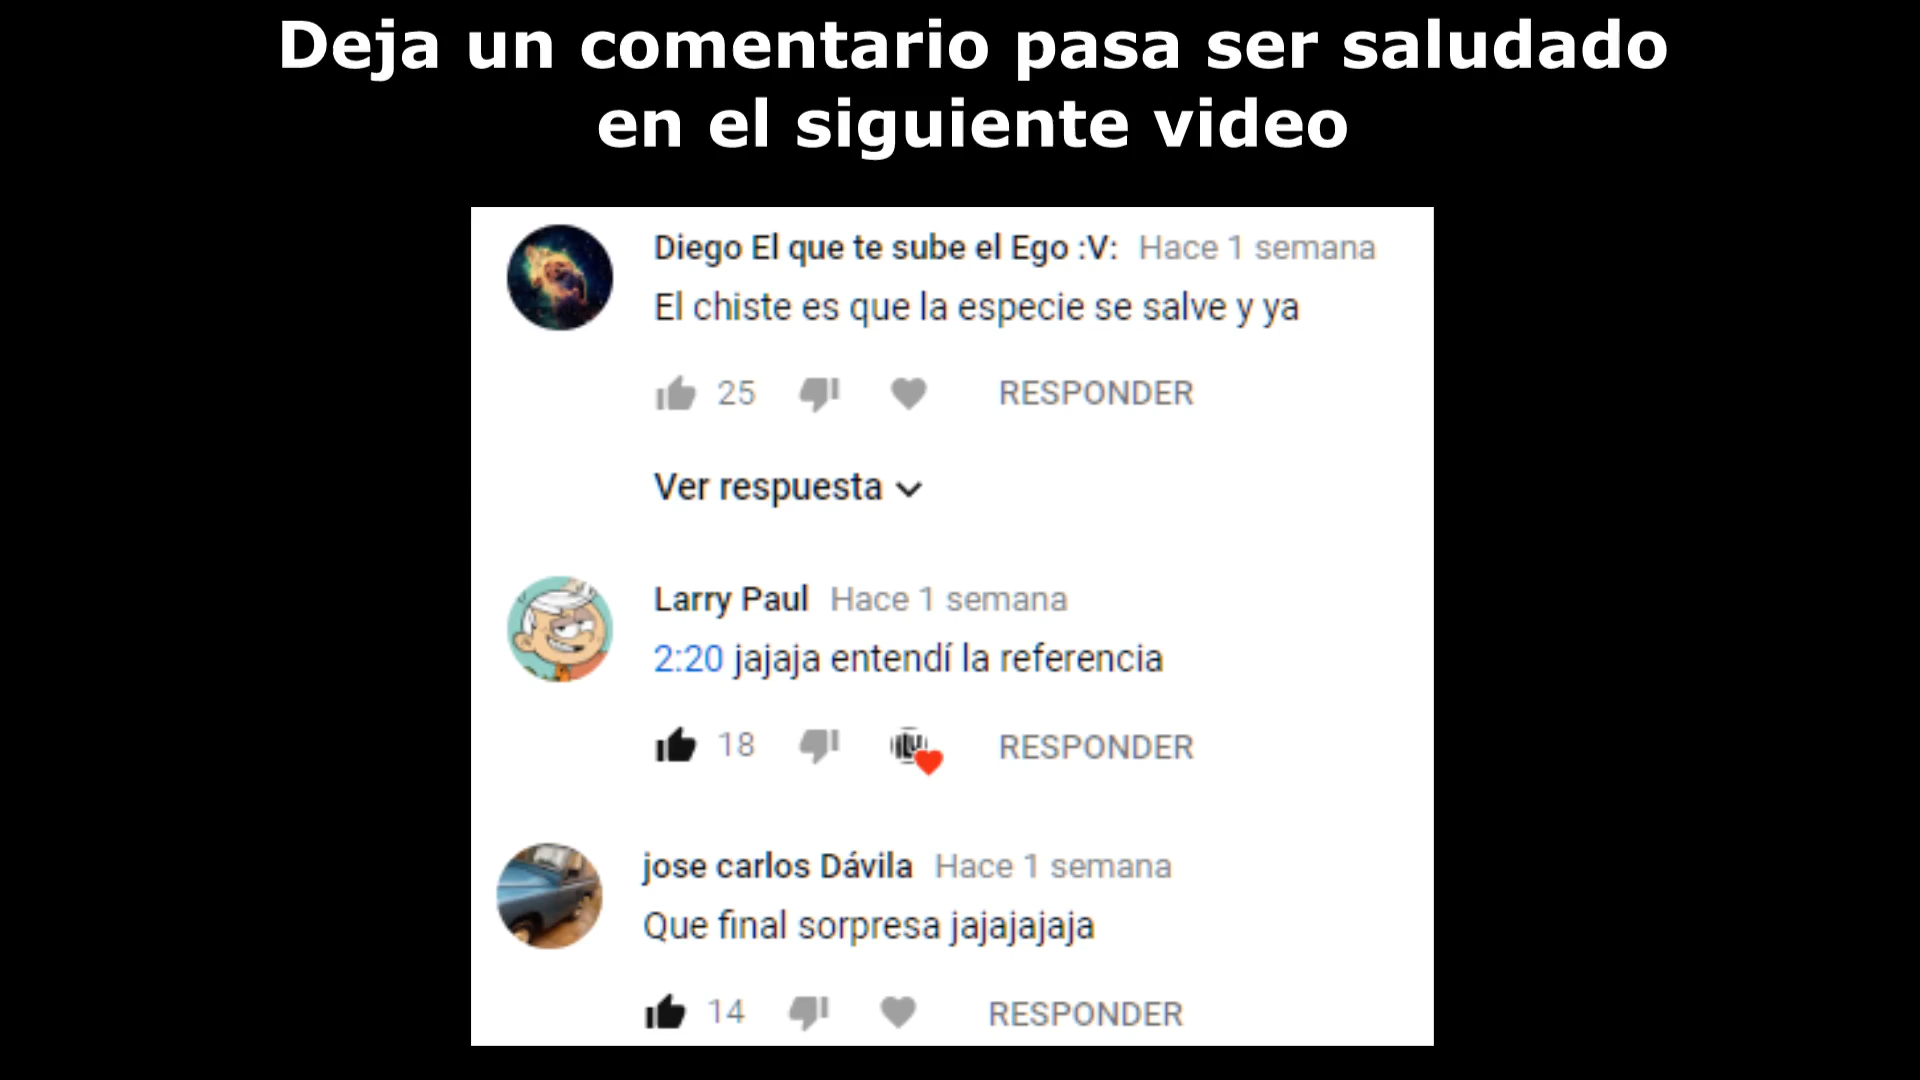 Deja un comentario pasa ser saludado
en el siguiente video
Diego El que te sube el Ego :V: Hace 1 semana
El chiste es que la especie se salve y ya
25 RESPONDER
Ver respuesta
Larry Paul Hace 1 semana
2:20 jajaja entendí la referencia
18 RESPONDER
jose carlos Dávila Hace 1 semana
Que final sorpresa jajajajaja
14 RESPONDER